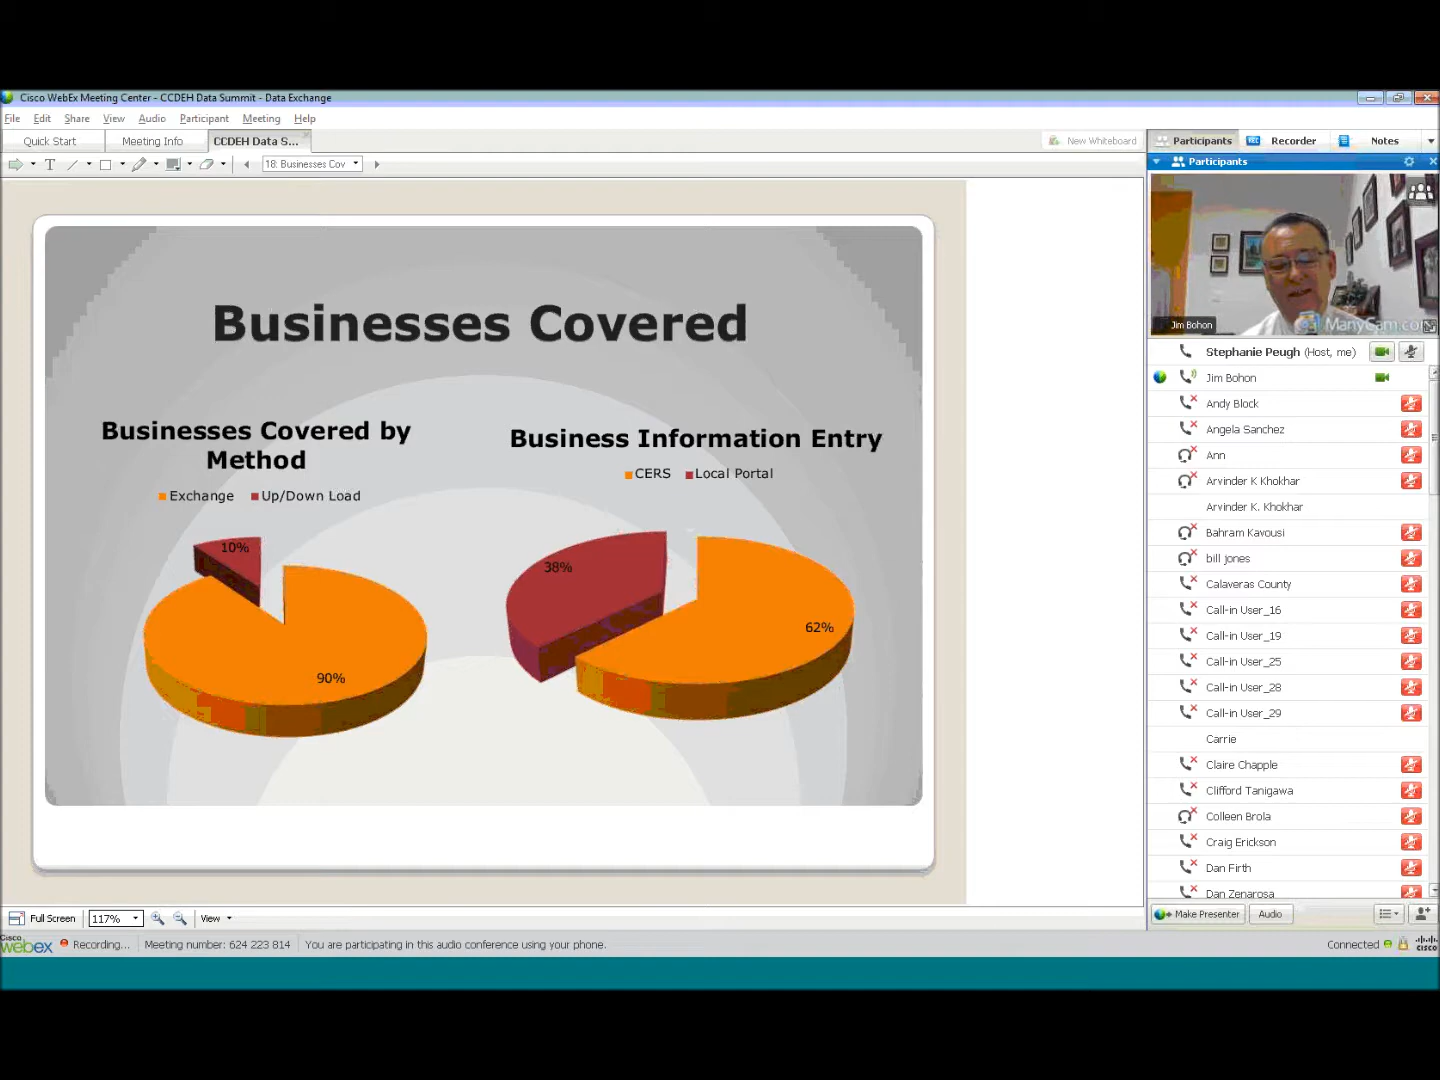 Cisco WebEx Meeting Center - CCDEH Data Summit - Data Exchange
File Edit Share View Audio Participant Meeting Help
Quick Start Meeting Info CCDEH Data S... New Whiteboard
Participants Recorder Notes
T 18: Businesses Cov
Participants
Businesses Covered
Businesses Covered by
Method
Exchange Up/Down Load
10%
90%
Business Information Entry
CERS Local Portal
38%
62%
Jim Bohon
ManyCam.co
Stephanie Peugh (Host, me)
Jim Bohon
Andy Block
Angela Sanchez
Ann
Arvinder K Khokhar
Arvinder K. Khokhar
Bahram Kavousi
bill jones
Calaveras County
Call-in User_16
Call-in User_19
Call-in User_25
Call-in User_28
Call-in User_29
Carrie
Claire Chapple
Clifford Tanigawa
Colleen Brola
Craig Erickson
Dan Firth
Dan Zenarosa
Make Presenter Audio
Full Screen 117% View
Cisco webex Recording... Meeting number: 624 223 814 You are participating in this audio conference using your phone. Connected cisco